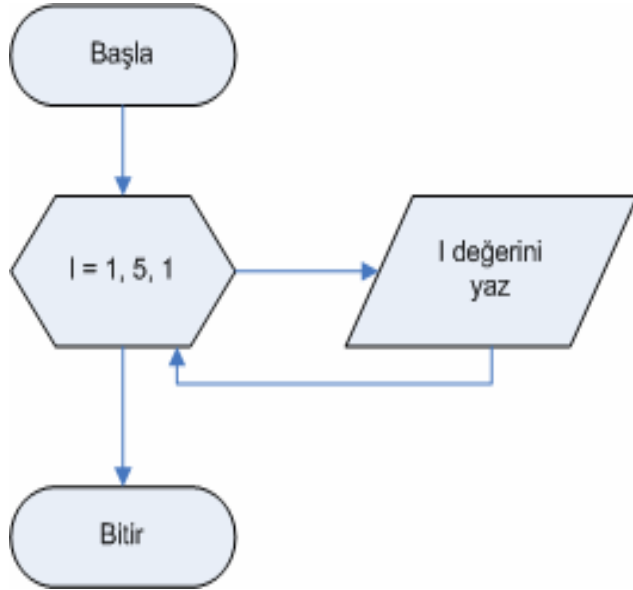 Başla
I = 1, 5, 1
I değerini
yaz
Bitir